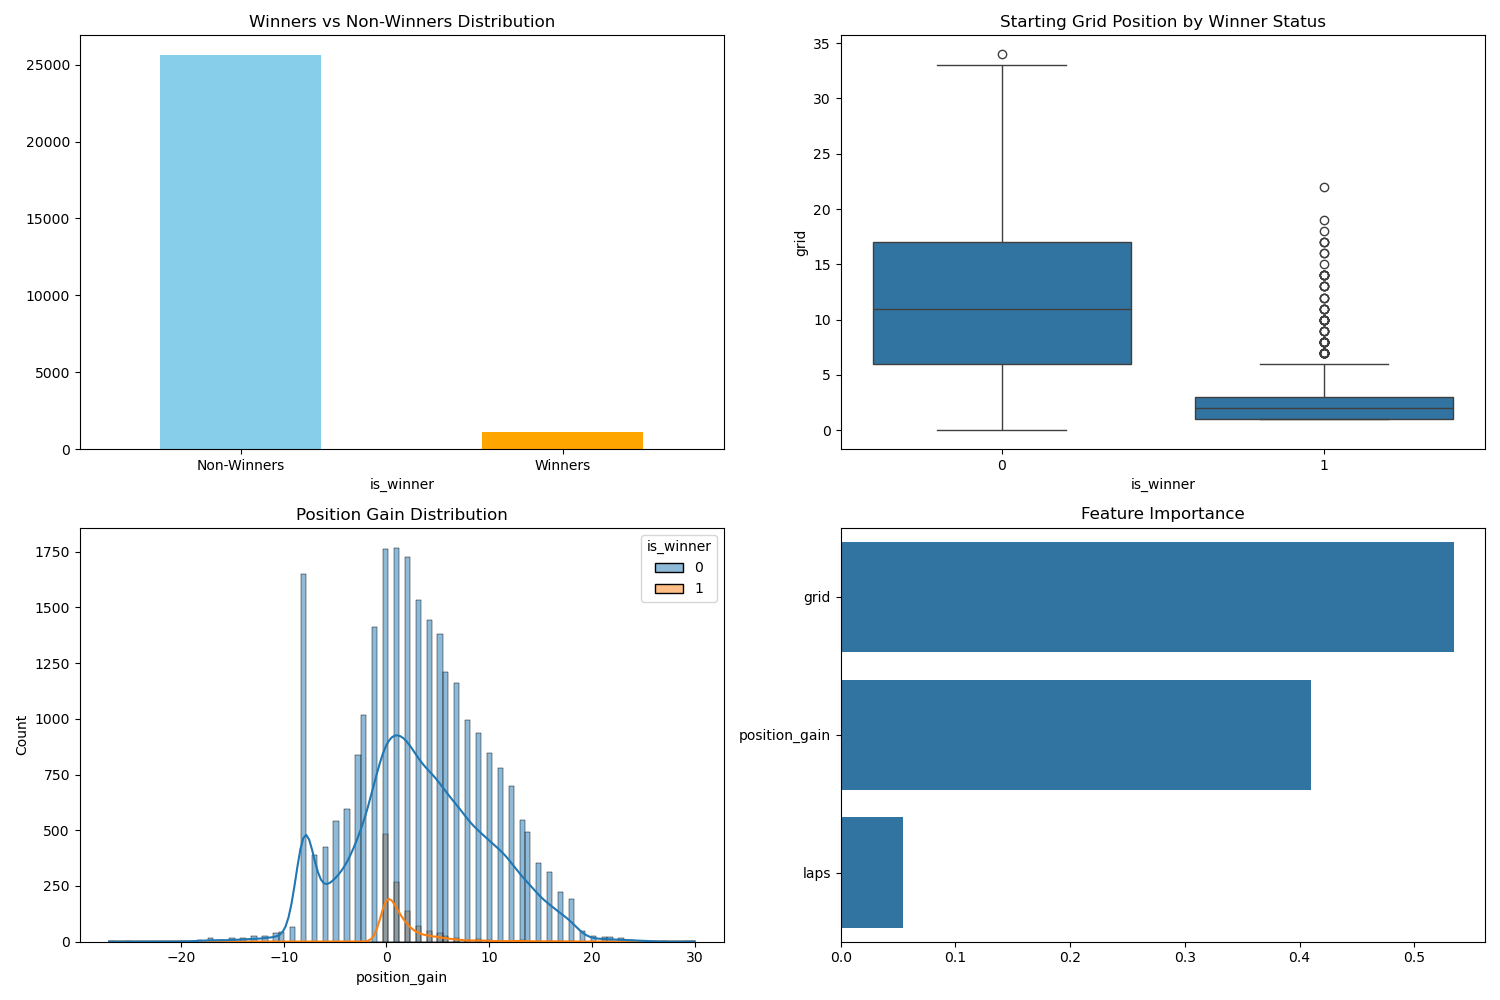 Winners vs Non-Winners Distribution
25000
20000
15000
10000
5000
0
Non-Winners
Winners
is_winner
Starting Grid Position by Winner Status
grid
35
30
25
20
15
10
5
0
0
1
is_winner
Position Gain Distribution
Count
1750
1500
1250
1000
750
500
250
0
is_winner
0
1
−20
−10
0
10
20
30
position_gain
Feature Importance
grid
position_gain
laps
0.0
0.1
0.2
0.3
0.4
0.5